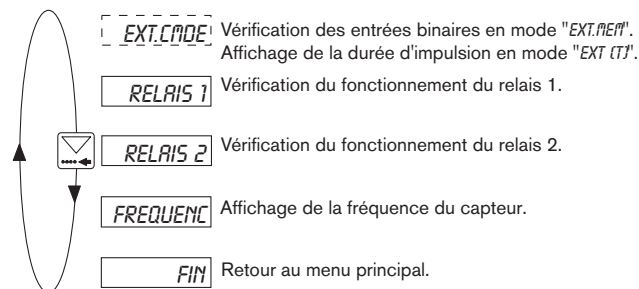 EXT.CMDE Vérification des entrées binaires en mode "EXT.MEM".
Affichage de la durée d'impulsion en mode "EXT (T)".
RELAIS 1 Vérification du fonctionnement du relais 1.
RELAIS 2 Vérification du fonctionnement du relais 2.
FREQUENC Affichage de la fréquence du capteur.
FIN Retour au menu principal.